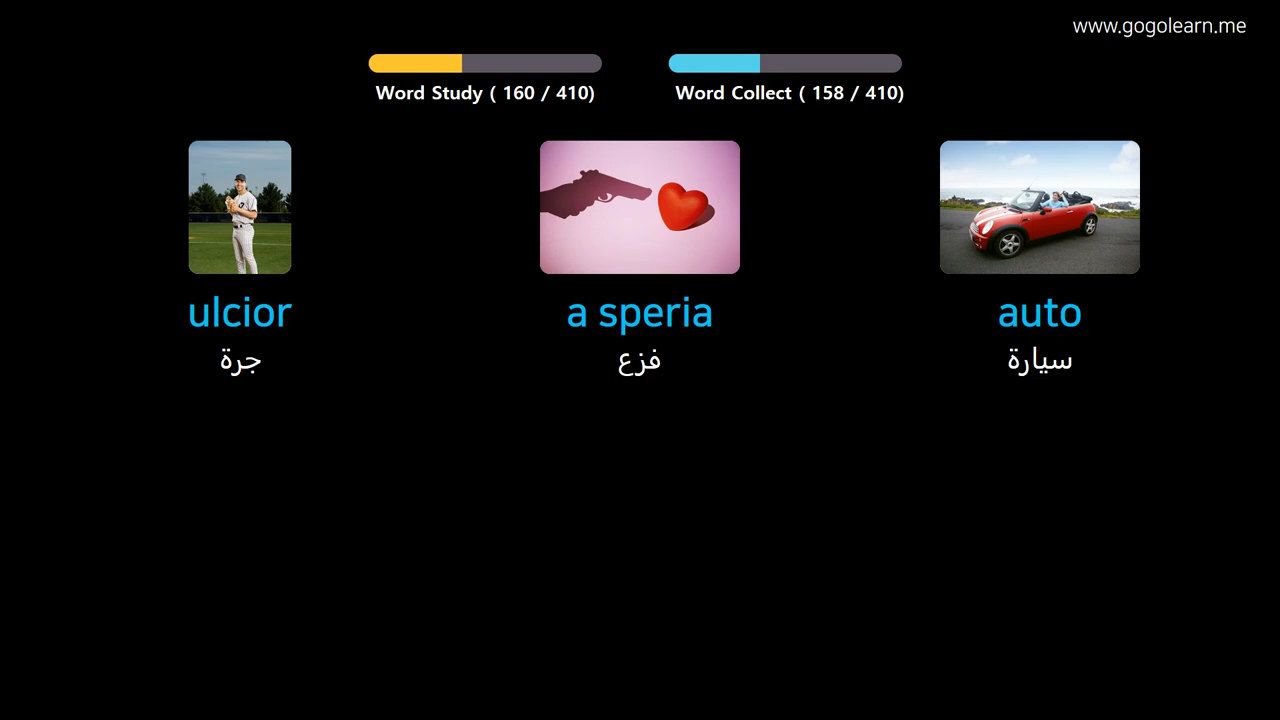 www.gogolearn.me
Word Study ( 160 / 410)
Word Collect ( 158 / 410)
ulcior
a speria
auto
جرة
فزع
سيارة